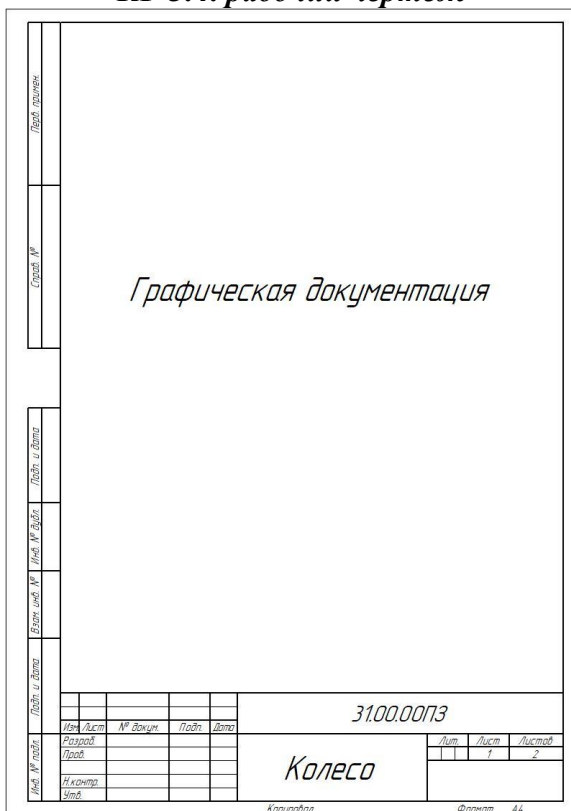 Перв. примен.
Справ. №
Графическая документация
Подп. и дата
Инв. № дубл.
Взам. инв. №
Подп. и дата
Инв. № подл.
31.00.00ПЗ
Изм. Лист № докум. Подп. Дата
Разраб.
Пров.
Н.контр.
Утв.
Колесо
Лит. Лист Листов
1 2
Копировал Формат А4